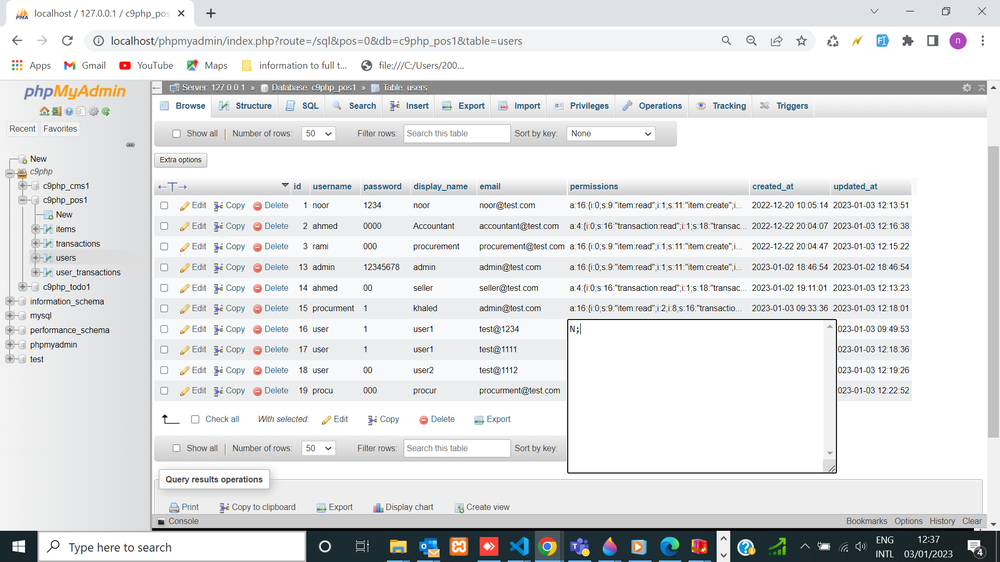 localhost / 127.0.0.1 / c9php_pos
localhost/phpmyadmin/index.php?route=/sql&pos=0&db=c9php_pos1&table=users
n
Apps Gmail YouTube Maps information to full t... file:///C:/Users/200...
phpMyAdmin
Recent Favorites
New
c9php
c9php_cms1
c9php_pos1
New
items
transactions
users
user_transactions
c9php_todo1
information_schema
mysql
performance_schema
phpmyadmin
test
Server: 127.0.0.1 » Database: c9php_pos1 » Table: users
Browse Structure SQL Search Insert Export Import Privileges Operations Tracking Triggers
Show all Number of rows: 50 Filter rows: Search this table Sort by key: None
Extra options
id username password display_name email permissions created_at updated_at
Edit Copy Delete 1 noor 1234 noor noor@test.com a:16:{i:0;s:9:"item:read";i:1;s:11:"item:create";i... 2022-12-20 10:05:14 2023-01-03 12:13:51
Edit Copy Delete 2 ahmed 0000 Accountant accountant@test.com a:4:{i:0;s:16:"transaction:read";i:1;s:18:"transac... 2022-12-22 20:04:07 2023-01-03 12:16:38
Edit Copy Delete 3 rami 000 procurement procurement@test.com a:16:{i:0;s:9:"item:read";i:1;s:11:"item:create";i... 2022-12-22 20:04:47 2023-01-03 12:15:22
Edit Copy Delete 13 admin 12345678 admin admin@test.com a:16:{i:0;s:9:"item:read";i:1;s:11:"item:create";i... 2023-01-02 18:46:54 2023-01-02 18:46:54
Edit Copy Delete 14 ahmed 00 seller seller@test.com a:4:{i:0;s:16:"transaction:read";i:1;s:18:"transac... 2023-01-02 19:11:01 2023-01-03 12:13:23
Edit Copy Delete 15 procurment 1 khaled admin@test.com a:16:{i:0;s:9:"item:read";i:2;i:8;s:16:"transactio... 2023-01-03 09:33:36 2023-01-03 12:18:01
Edit Copy Delete 16 user 1 user1 test@1234 N; 023-01-03 09:49:53
Edit Copy Delete 17 user 1 user1 test@1111 023-01-03 12:18:36
Edit Copy Delete 18 user 00 user2 test@1112 023-01-03 12:19:26
Edit Copy Delete 19 procu 000 procur procurment@test.com 023-01-03 12:22:52
Check all With selected: Edit Copy Delete Export
Show all Number of rows: 50 Filter rows: Search this table Sort by key:
Query results operations
Print Copy to clipboard Export Display chart Create view
Console Bookmarks Options History Clear
Type here to search
ENG
INTL
12:37
03/01/2023
4